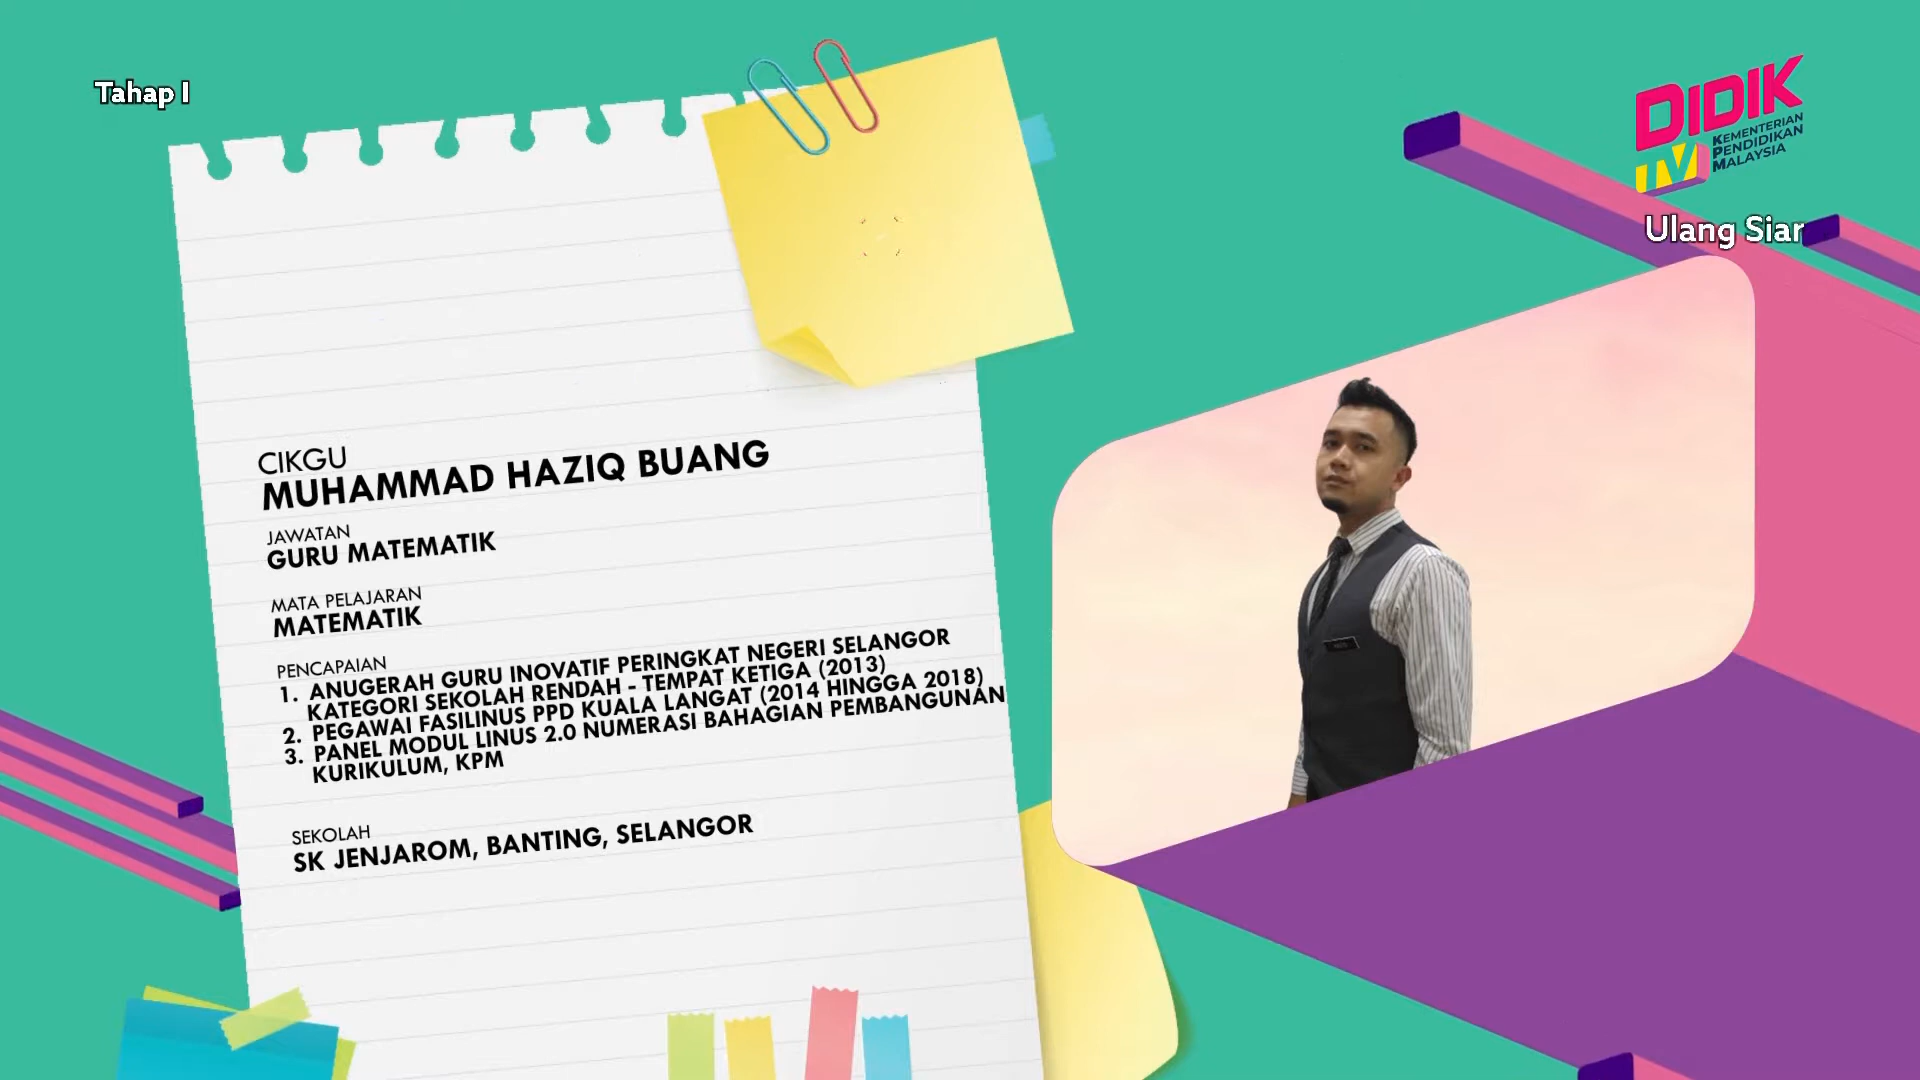 Tahap I
DIDIK
TV
KEMENTERIAN
PENDIDIKAN
MALAYSIA
Ulang Siar
CIKGU
MUHAMMAD HAZIQ BUANG
JAWATAN
GURU MATEMATIK
MATA PELAJARAN
MATEMATIK
PENCAPAIAN
1. ANUGERAH GURU INOVATIF PERINGKAT NEGERI SELANGOR
KATEGORI SEKOLAH RENDAH - TEMPAT KETIGA (2013)
2. PEGAWAI FASILINUS PPD KUALA LANGAT (2014 HINGGA 2018)
3. PANEL MODUL LINUS 2.0 NUMERASI BAHAGIAN PEMBANGUNAN
KURIKULUM, KPM
SEKOLAH
SK JENJAROM, BANTING, SELANGOR